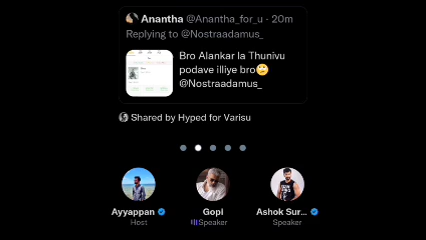 Anantha @Anantha_for_u · 20m
Replying to @Nostraadamus_
Bro Alankar la Thunivu
podave illiye bro🙄
@Nostraadamus_
Shared by Hyped for Varisu
Ayyappan
Gopi
Ashok Sur...
Host
Speaker
Speaker